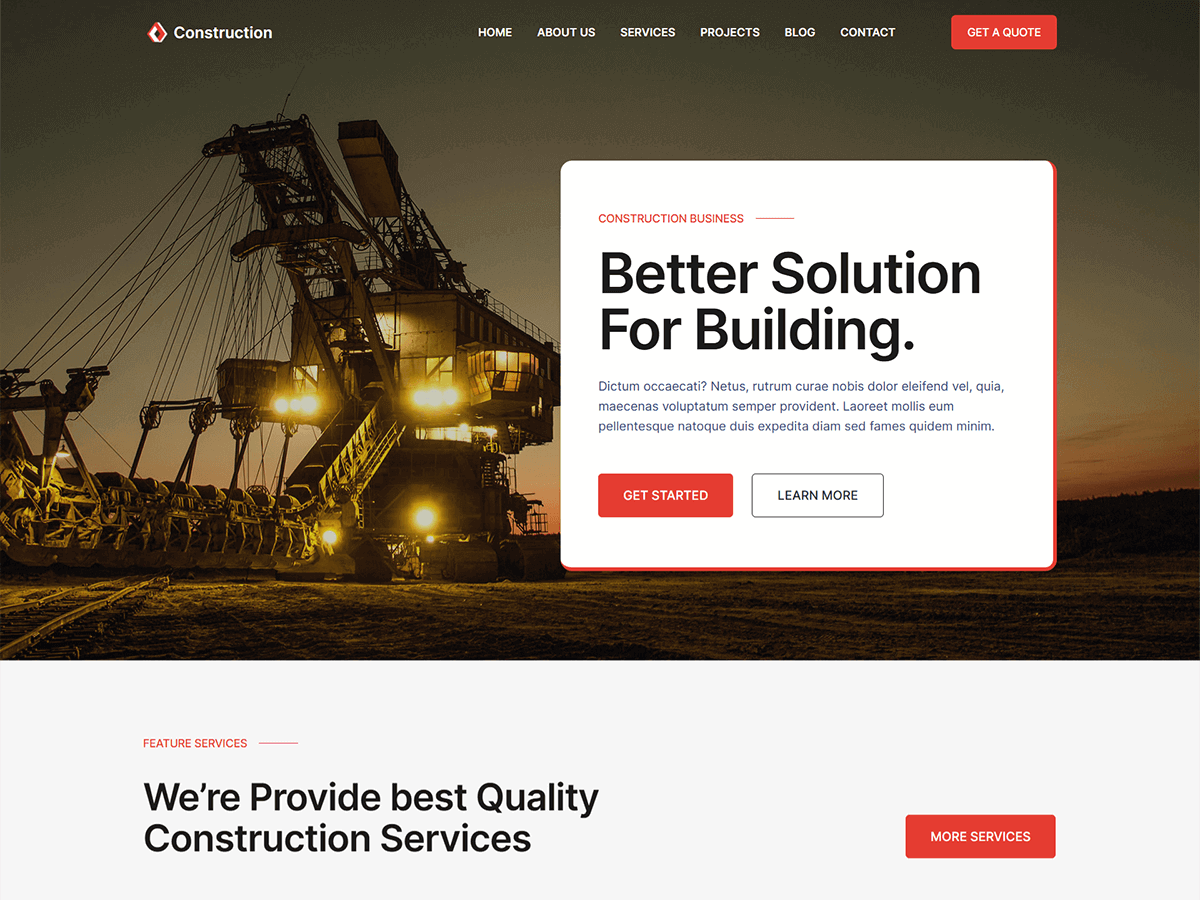 Construction
HOME ABOUT US SERVICES PROJECTS BLOG CONTACT
GET A QUOTE
CONSTRUCTION BUSINESS
Better Solution
For Building.
Dictum occaecati? Netus, rutrum curae nobis dolor eleifend vel, quia,
maecenas voluptatum semper provident. Laoreet mollis eum
pellentesque natoque duis expedita diam sed fames quidem minim.
GET STARTED LEARN MORE
FEATURE SERVICES
We’re Provide best Quality
Construction Services
MORE SERVICES